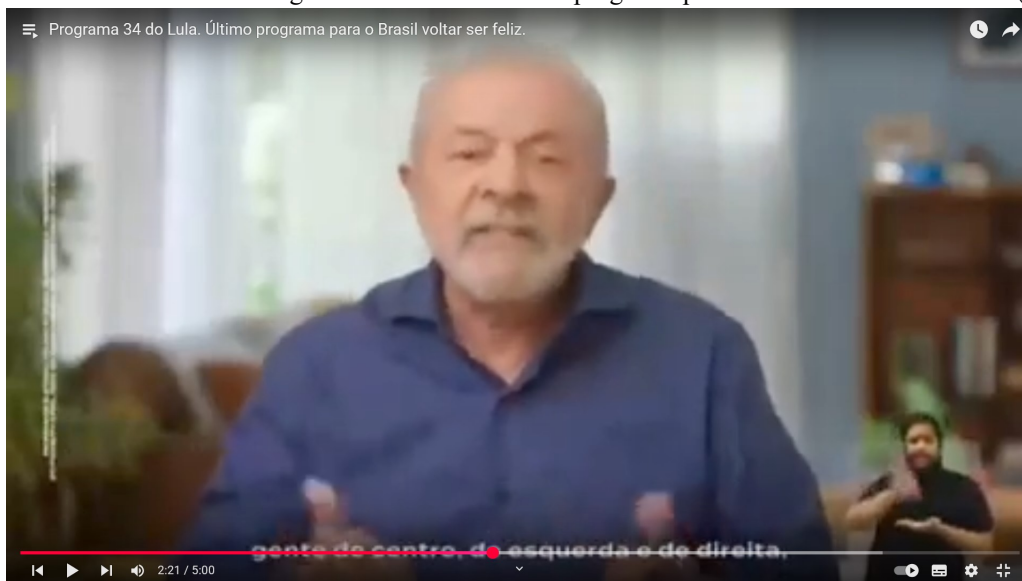 Programa 34 do Lula. Último programa para o Brasil voltar ser feliz.
gente de centro, de esquerda e de direita,
2:21 / 5:00